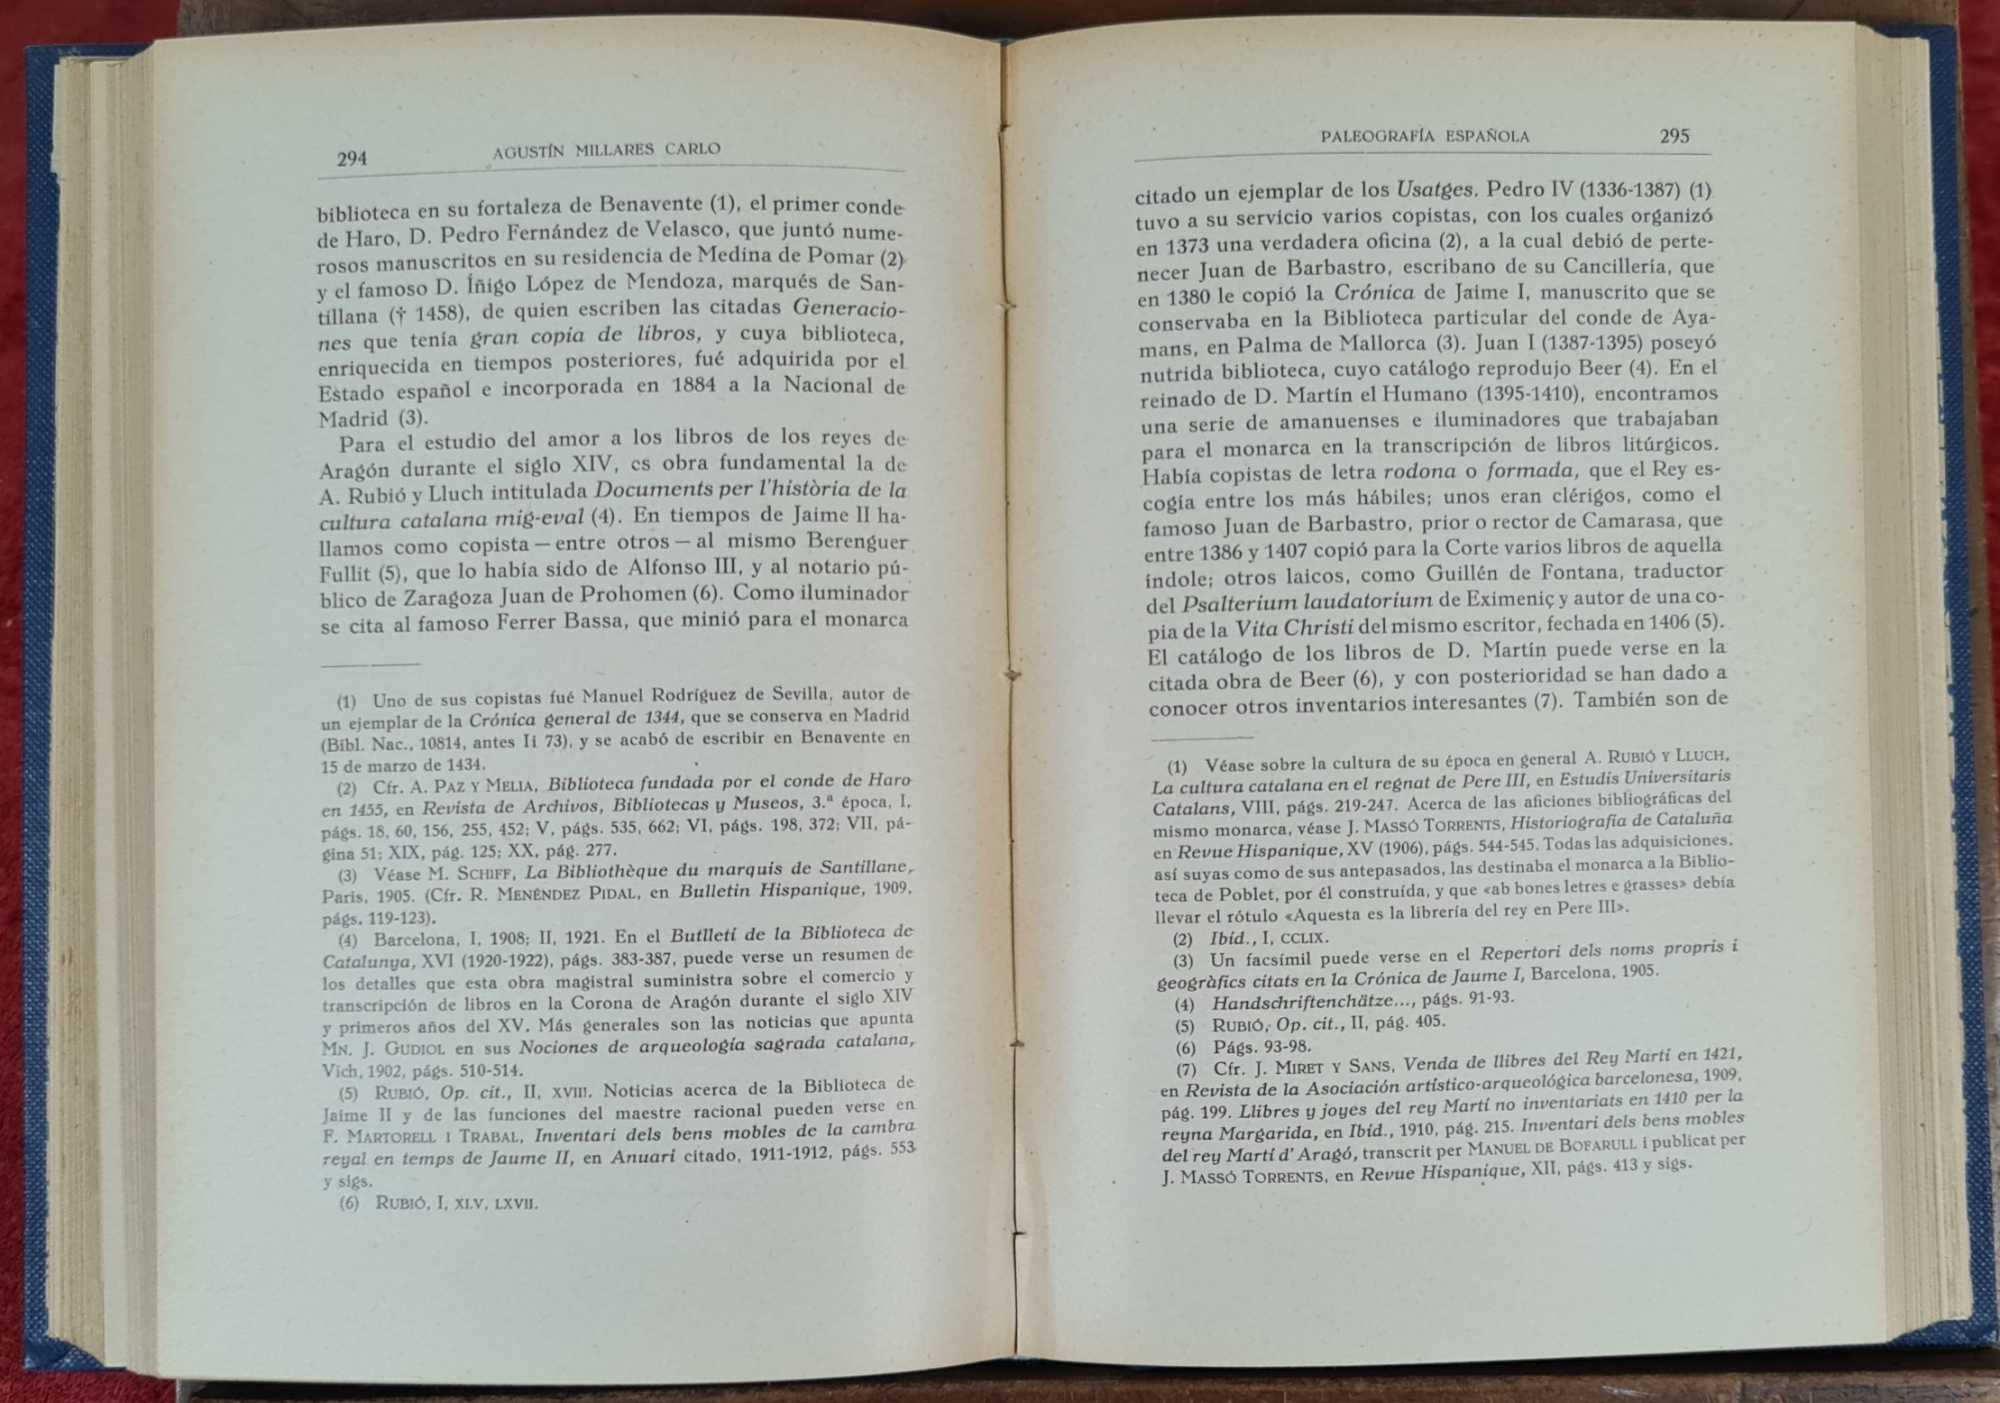 294 AGUSTÍN MILLARES CARLO
biblioteca en su fortaleza de Benavente (1), el primer conde
de Haro, D. Pedro Fernández de Velasco, que juntó nume-
rosos manuscritos en su residencia de Medina de Pomar (2)
y el famoso D. Íñigo López de Mendoza, marqués de San-
tillana († 1458), de quien escriben las citadas Generacio-
nes que tenía gran copia de libros, y cuya biblioteca,
enriquecida en tiempos posteriores, fué adquirida por el
Estado español e incorporada en 1884 a la Nacional de
Madrid (3).
Para el estudio del amor a los libros de los reyes de
Aragón durante el siglo XIV, es obra fundamental la de
A. Rubió y Lluch intitulada Documents per l'història de la
cultura catalana mig-eval (4). En tiempos de Jaime II ha-
llamos como copista — entre otros — al mismo Berenguer
Fullit (5), que lo había sido de Alfonso III, y al notario pú-
blico de Zaragoza Juan de Prohomen (6). Como iluminador
se cita al famoso Ferrer Bassa, que minió para el monarca
(1) Uno de sus copistas fué Manuel Rodríguez de Sevilla, autor de
un ejemplar de la Crónica general de 1344, que se conserva en Madrid
(Bibl. Nac., 10814, antes Ii 73), y se acabó de escribir en Benavente en
15 de marzo de 1434.
(2) Cfr. A. PAZ Y MELIA, Biblioteca fundada por el conde de Haro
en 1455, en Revista de Archivos, Bibliotecas y Museos, 3.ª época, I,
págs. 18, 60, 156, 255, 452; V, págs. 535, 662; VI, págs. 198, 372; VII, pá-
gina 51; XIX, pág. 125; XX, pág. 277.
(3) Véase M. SCHIFF, La Bibliothèque du marquis de Santillane,
Paris, 1905. (Cfr. R. MENÉNDEZ PIDAL, en Bulletin Hispanique, 1909,
págs. 119-123).
(4) Barcelona, I, 1908; II, 1921. En el Butlletí de la Biblioteca de
Catalunya, XVI (1920-1922), págs. 383-387, puede verse un resumen de
los detalles que esta obra magistral suministra sobre el comercio y
transcripción de libros en la Corona de Aragón durante el siglo XIV
y primeros años del XV. Más generales son las noticias que apunta
MN. J. GUDIOL en sus Nociones de arqueología sagrada catalana,
Vich, 1902, págs. 510-514.
(5) RUBIÓ, Op. cit., II, XVIII. Noticias acerca de la Biblioteca de
Jaime II y de las funciones del maestre racional pueden verse en
F. MARTORELL I TRABAL, Inventari dels bens mobles de la cambra
reyal en temps de Jaume II, en Anuari citado, 1911-1912, págs. 553
y sigs.
(6) RUBIÓ, I, XLV, LXVII.
PALEOGRAFÍA ESPAÑOLA 295
citado un ejemplar de los Usatges. Pedro IV (1336-1387) (1)
tuvo a su servicio varios copistas, con los cuales organizó
en 1373 una verdadera oficina (2), a la cual debió de perte-
necer Juan de Barbastro, escribano de su Cancillería, que
en 1380 le copió la Crónica de Jaime I, manuscrito que se
conservaba en la Biblioteca particular del conde de Aya-
mans, en Palma de Mallorca (3). Juan I (1387-1395) poseyó
nutrida biblioteca, cuyo catálogo reprodujo Beer (4). En el
reinado de D. Martín el Humano (1395-1410), encontramos
una serie de amanuenses e iluminadores que trabajaban
para el monarca en la transcripción de libros litúrgicos.
Había copistas de letra rodona o formada, que el Rey es-
cogía entre los más hábiles; unos eran clérigos, como el
famoso Juan de Barbastro, prior o rector de Camarasa, que
entre 1386 y 1407 copió para la Corte varios libros de aquella
índole; otros laicos, como Guillén de Fontana, traductor
del Psalterium laudatorium de Eximeniç y autor de una co-
pia de la Vita Christi del mismo escritor, fechada en 1406 (5).
El catálogo de los libros de D. Martín puede verse en la
citada obra de Beer (6), y con posterioridad se han dado a
conocer otros inventarios interesantes (7). También son de
(1) Véase sobre la cultura de su época en general A. RUBIÓ Y LLUCH,
La cultura catalana en el regnat de Pere III, en Estudis Universitaris
Catalans, VIII, págs. 219-247. Acerca de las aficiones bibliográficas del
mismo monarca, véase J. MASSÓ TORRENTS, Historiografia de Cataluña
en Revue Hispanique, XV (1906), págs. 544-545. Todas las adquisiciones,
así suyas como de sus antepasados, las destinaba el monarca a la Biblio-
teca de Poblet, por él construída, y que «ab bones letres e grasses» debía
llevar el rótulo «Aquesta es la librería del rey en Pere III».
(2) Ibíd., I, CCLIX.
(3) Un facsímil puede verse en el Repertori dels noms propris i
geogràfics citats en la Crónica de Jaume I, Barcelona, 1905.
(4) Handschriftenchätze..., págs. 91-93.
(5) RUBIÓ, Op. cit., II, pág. 405.
(6) Págs. 93-98.
(7) Cfr. J. MIRET Y SANS, Venda de llibres del Rey Martí en 1421,
en Revista de la Asociación artístico-arqueológica barcelonesa, 1909,
pág. 199. Llibres y joyes del rey Martí no inventariats en 1410 per la
reyna Margarida, en Ibíd., 1910, pág. 215. Inventari dels bens mobles
del rey Martí d' Aragó, transcrit per MANUEL DE BOFARULL i publicat per
J. MASSÓ TORRENTS, en Revue Hispanique, XII, págs. 413 y sigs.